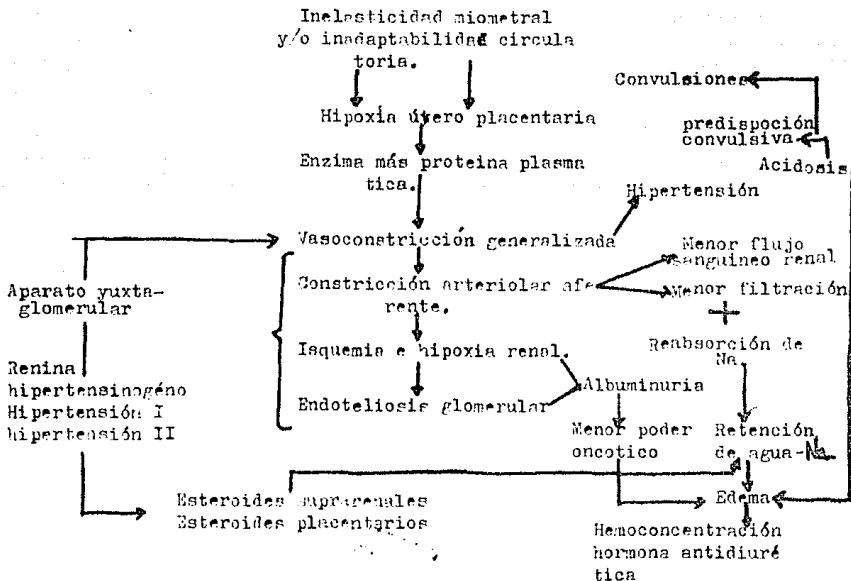 Inelasticidad miometral
y/o inadaptabilidad circula
toria.
Convulsiones
Hipoxia útero placentaria
predispoción
convulsiva
Acidosis
Enzima más proteina plasma
tica.
Hipertensión
Vasoconstricción generalizada
Menor flujo
sanguineo renal
Constricción arteriolar afe
rente.
Menor filtración
+
Aparato yuxta-
glomerular
Isquemia e hipoxia renal.
Reabsorción de
Na.
Renina
hipertensinogéno
Hipertensión I
hipertensión II
Albuminuria
Endoteliosis glomerular
Menor poder
oncotico
Retención
de agua-Na
Esteroides suprarenales
Esteroides placentarios
Edema
Hemoconcentración
hormona antidiuré
tica